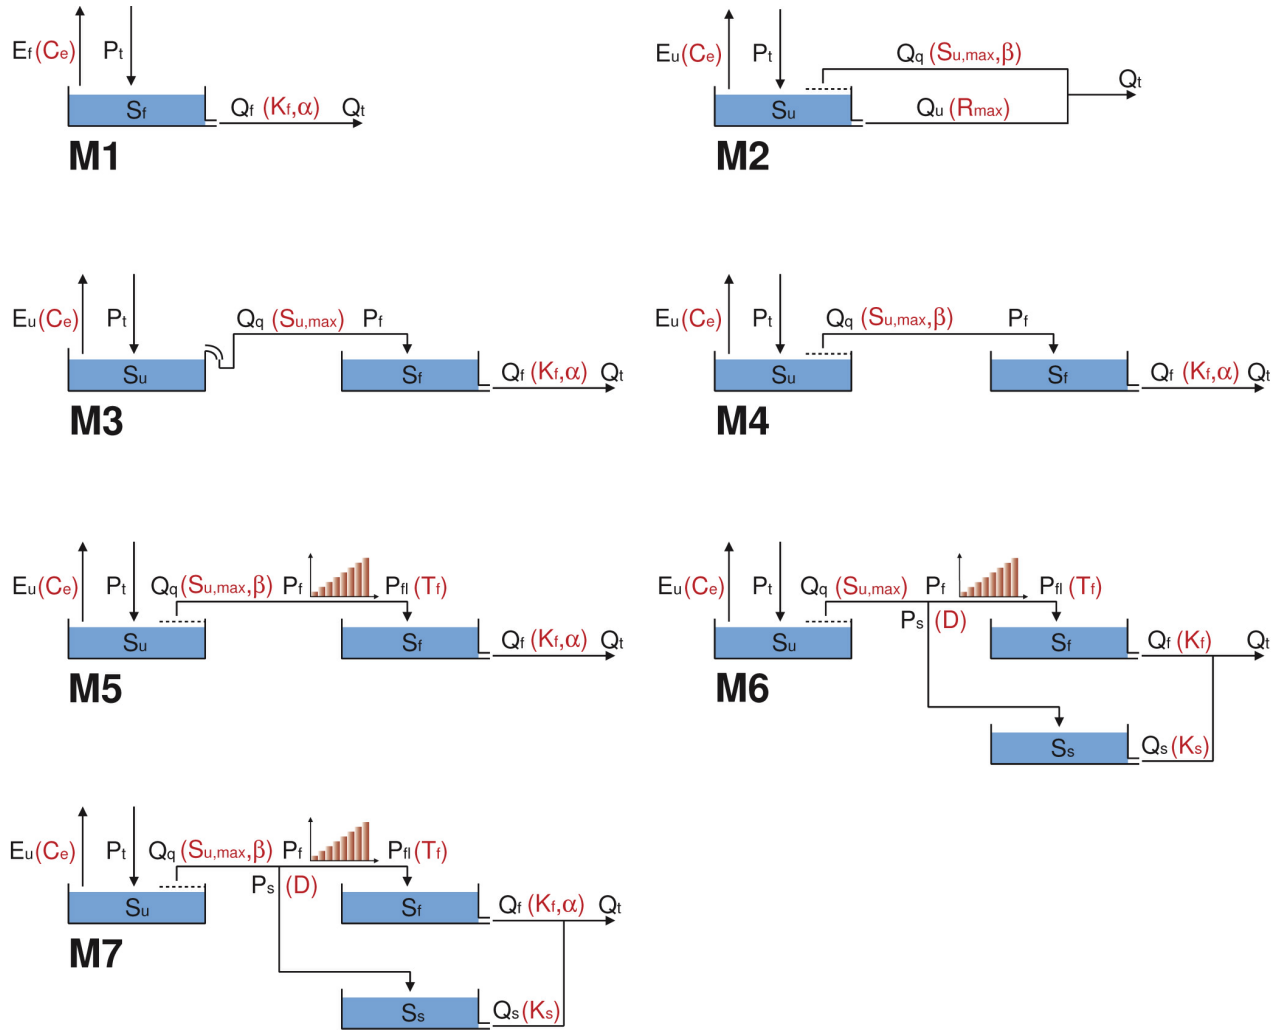 Ef (Ce) Pt
Sf
Qf (Kf,α) Qt
M1
Eu (Ce) Pt
Qq (Su,max,β)
Qt
Su
Qu (Rmax)
M2
Eu (Ce) Pt
Qq (Su,max) Pf
Su
Sf
Qf (Kf,α) Qt
M3
Eu (Ce) Pt
Qq (Su,max,β) Pf
Su
Sf
Qf (Kf,α) Qt
M4
Eu (Ce) Pt
Qq (Su,max,β) Pf Pfl (Tf)
Su
Sf
Qf (Kf,α) Qt
M5
Eu (Ce) Pt
Qq (Su,max) Pf Pfl (Tf)
Ps (D)
Su
Sf
Qf (Kf) Qt
M6
Ss
Qs (Ks)
Eu (Ce) Pt
Qq (Su,max,β) Pf Pfl (Tf)
Ps (D)
Su
Sf
Qf (Kf,α) Qt
M7
Ss
Qs (Ks)